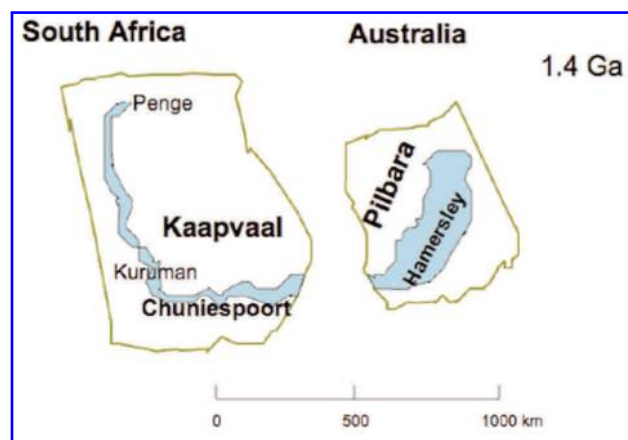 South Africa
Australia
1.4 Ga
Penge
Pilbara
Kaapvaal
Hamersley
Kuruman
Chuniespoort
0 500 1000 km